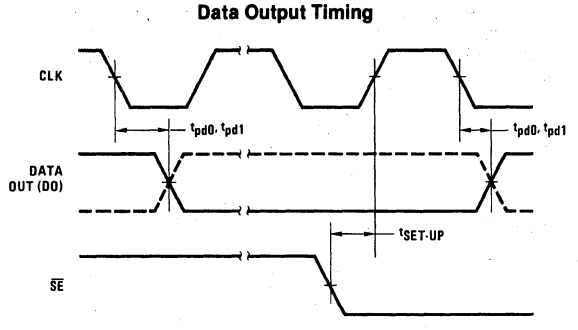 Data Output Timing
CLK
tpd0, tpd1
tpd0, tpd1
DATA
OUT (DO)
tSET-UP
SE